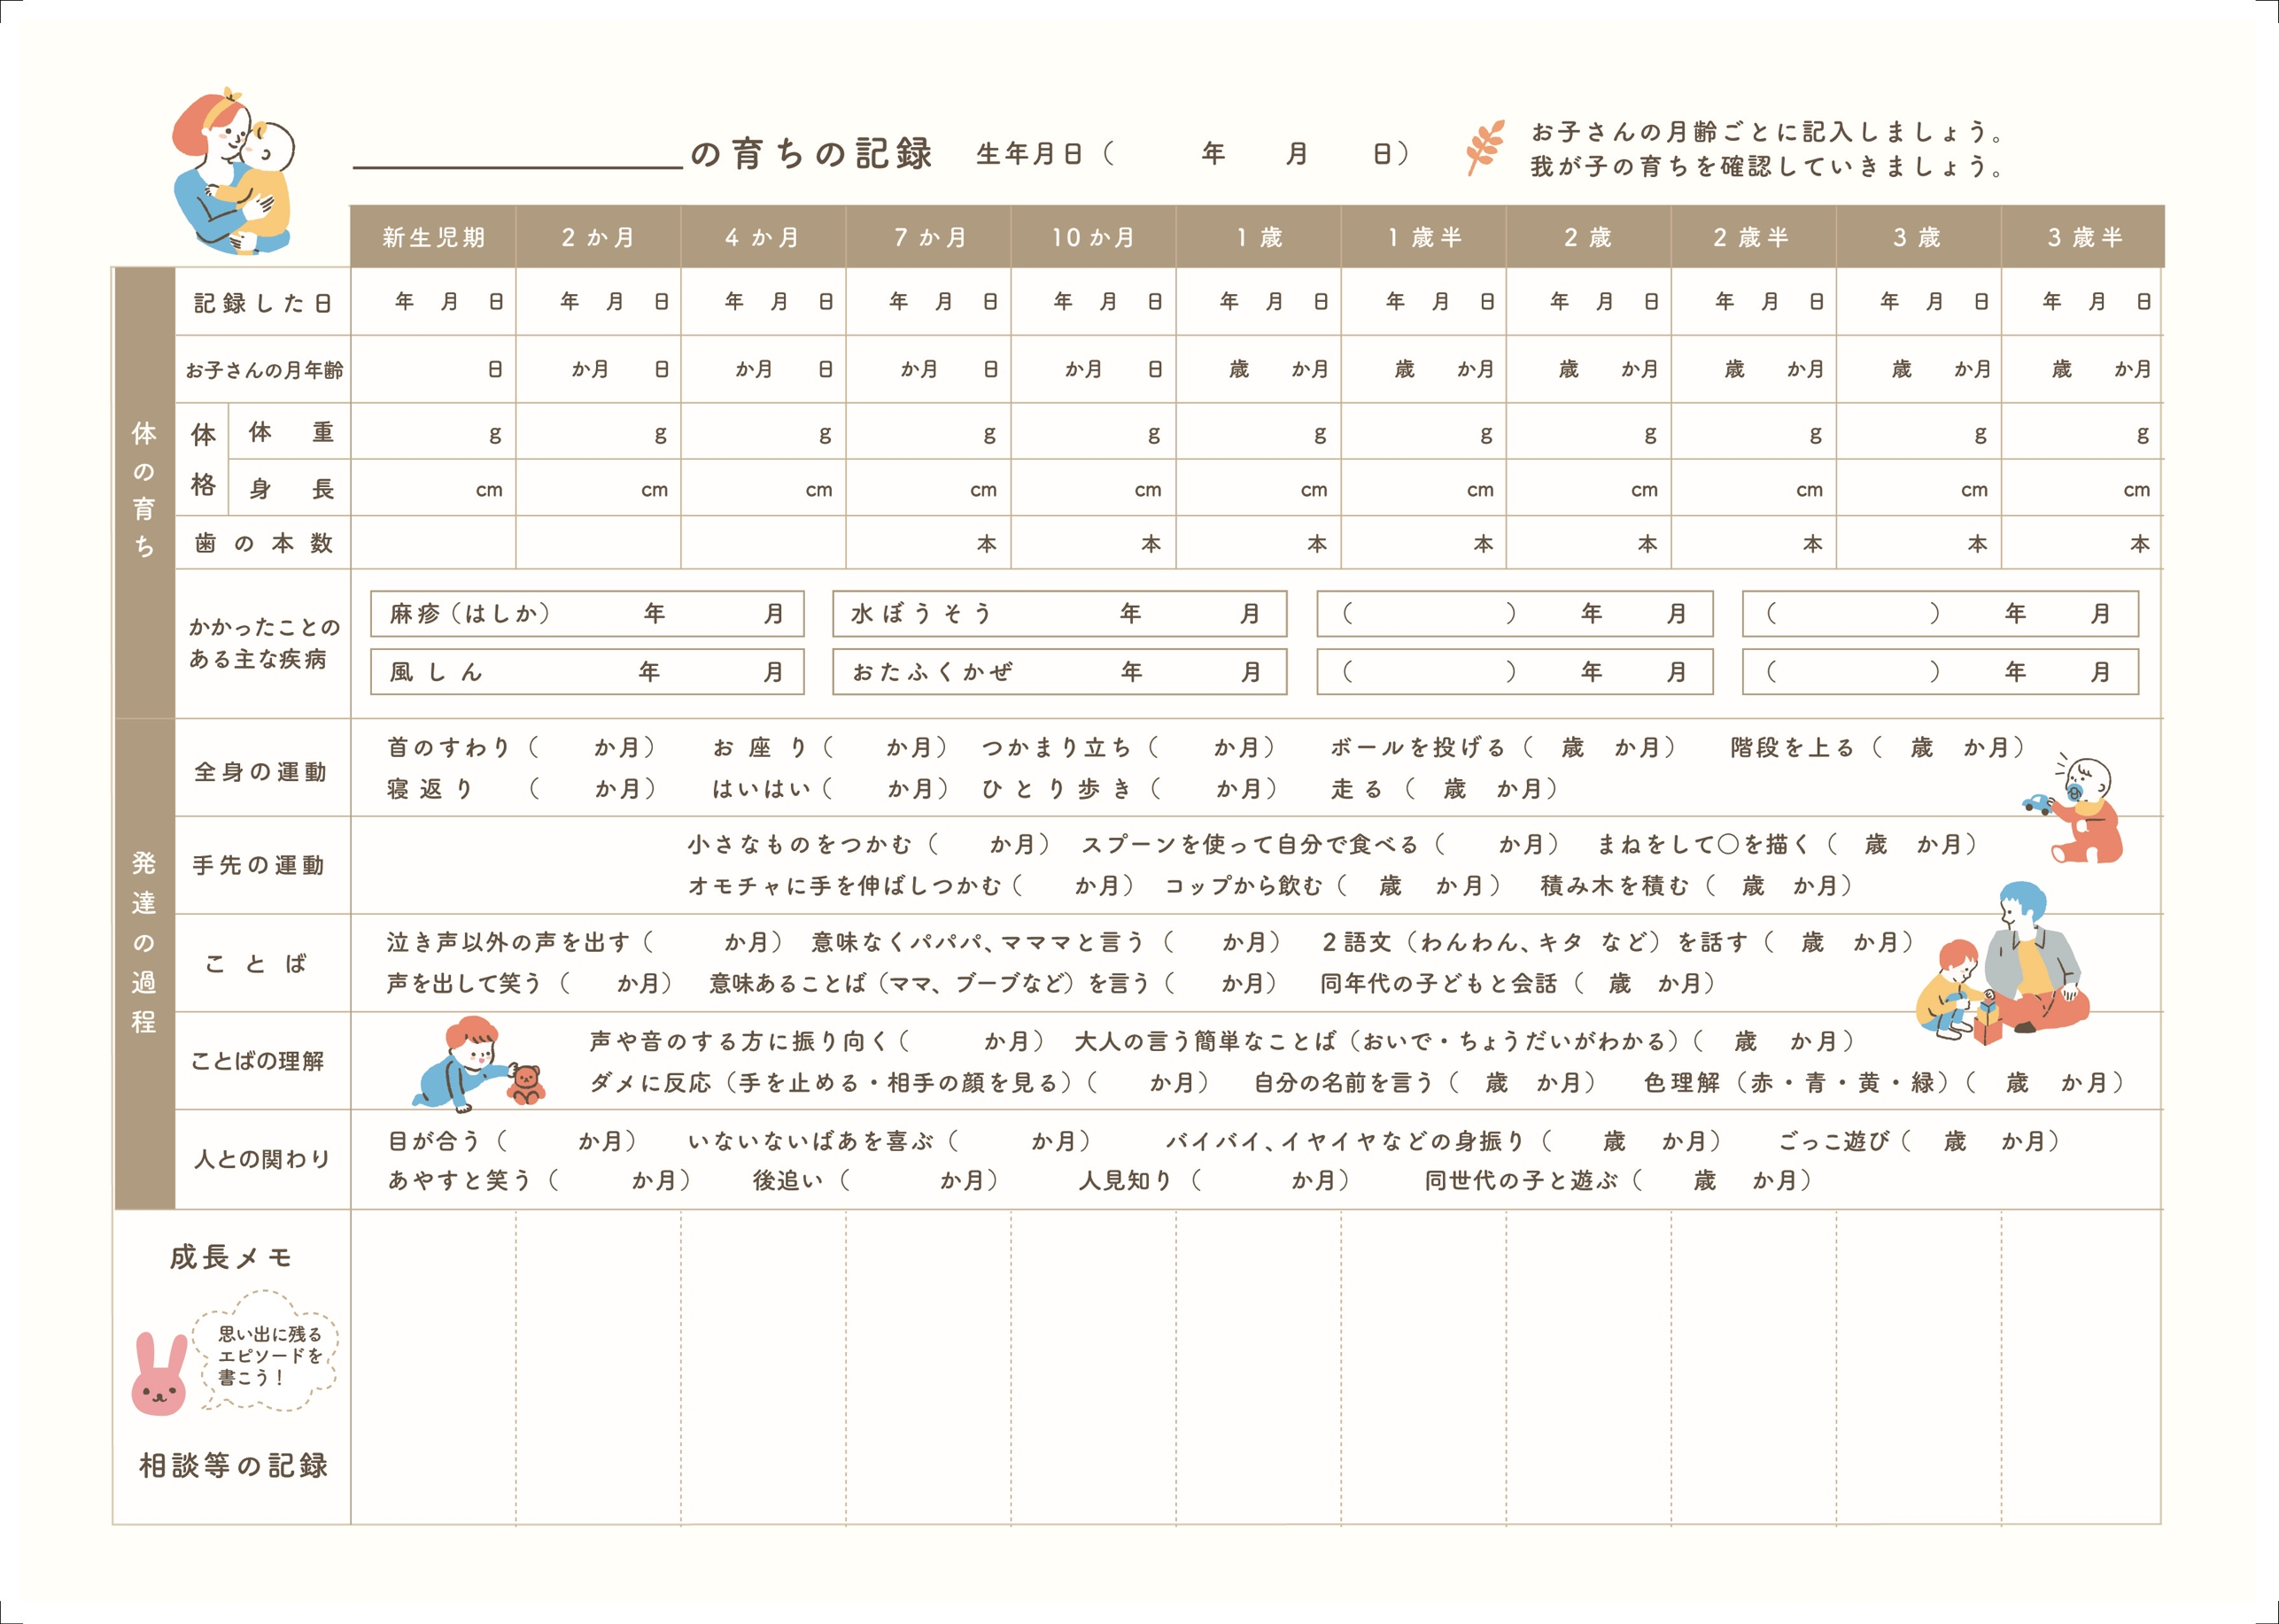 の育ちの記録 生年月日（ 年 月 日）
お子さんの月齢ごとに記入しましょう。
我が子の育ちを確認していきましょう。
新生児期 2か月 4か月 7か月 10か月 1歳 1歳半 2歳 2歳半 3歳 3歳半
体の育ち
記録した日 年 月 日 年 月 日 年 月 日 年 月 日 年 月 日 年 月 日 年 月 日 年 月 日 年 月 日 年 月 日 年 月 日
お子さんの月年齢 日 か月 日 か月 日 か月 日 か月 日 歳 か月 歳 か月 歳 か月 歳 か月 歳 か月 歳 か月
体格
体重 g g g g g g g g g g g
身長 cm cm cm cm cm cm cm cm cm cm cm
歯の本数 本 本 本 本 本 本 本 本
かかったことの
ある主な疾病
麻疹（はしか） 年 月 水ぼうそう 年 月 （ ） 年 月 （ ） 年 月
風しん 年 月 おたふくかぜ 年 月 （ ） 年 月 （ ） 年 月
発達の過程
全身の運動
首のすわり（ か月） お座り（ か月） つかまり立ち（ か月） ボールを投げる（ 歳 か月） 階段を上る（ 歳 か月）
寝返り （ か月） はいはい（ か月） ひとり歩き（ か月） 走る（ 歳 か月）
手先の運動
小さなものをつかむ（ か月） スプーンを使って自分で食べる（ か月） まねをして○を描く（ 歳 か月）
オモチャに手を伸ばしつかむ（ か月） コップから飲む（ 歳 か月） 積み木を積む（ 歳 か月）
ことば
泣き声以外の声を出す（ か月） 意味なくパパパ、マママと言う（ か月） 2語文（わんわん、キタ など）を話す（ 歳 か月）
声を出して笑う（ か月） 意味あることば（ママ、ブーブなど）を言う（ か月） 同年代の子どもと会話（ 歳 か月）
ことばの理解
声や音のする方に振り向く（ か月） 大人の言う簡単なことば（おいで・ちょうだいがわかる）（ 歳 か月）
ダメに反応（手を止める・相手の顔を見る）（ か月） 自分の名前を言う（ 歳 か月） 色理解（赤・青・黄・緑）（ 歳 か月）
人との関わり
目が合う（ か月） いないないばあを喜ぶ（ か月） バイバイ、イヤイヤなどの身振り（ 歳 か月） ごっこ遊び（ 歳 か月）
あやすと笑う（ か月） 後追い（ か月） 人見知り（ か月） 同世代の子と遊ぶ（ 歳 か月）
成長メモ
思い出に残る
エピソードを
書こう！
相談等の記録